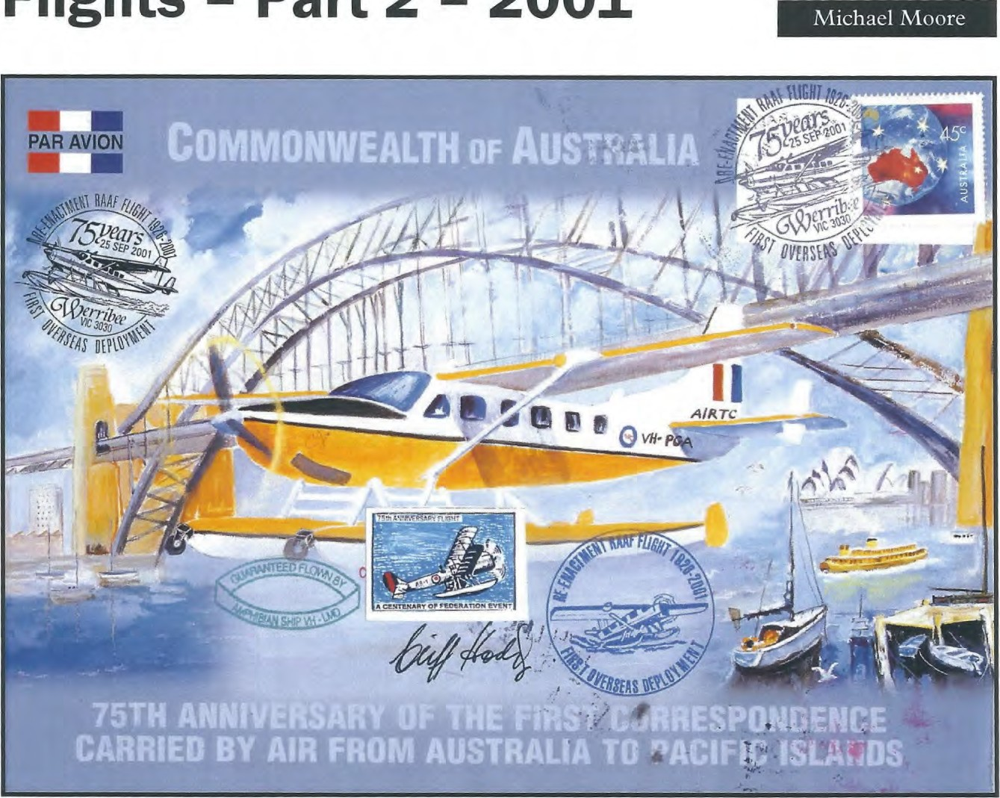 Flights – Part 2 – 2001
Michael Moore
PAR AVION
COMMONWEALTH OF AUSTRALIA
RE-ENACTMENT RAAF FLIGHT 1926-2001
75 years
25 SEP 2001
Werribee
VIC 3030
FIRST OVERSEAS DEPLOYMENT
45c
AUSTRALIA
RE-ENACTMENT RAAF FLIGHT 1926-2001
75 years
25 SEP 2001
Werribee
VIC 3030
FIRST OVERSEAS DEPLOYMENT
AIRTC
VH-PGA
75th ANNIVERSARY FLIGHT
A CENTENARY OF FEDERATION EVENT
GUARANTEED FLOWN BY
AMPHIBIAN SHIP VH-LMD
RE-ENACTMENT RAAF FLIGHT 1926-2001
FIRST OVERSEAS DEPLOYMENT
75TH ANNIVERSARY OF THE FIRST CORRESPONDENCE
CARRIED BY AIR FROM AUSTRALIA TO PACIFIC ISLANDS